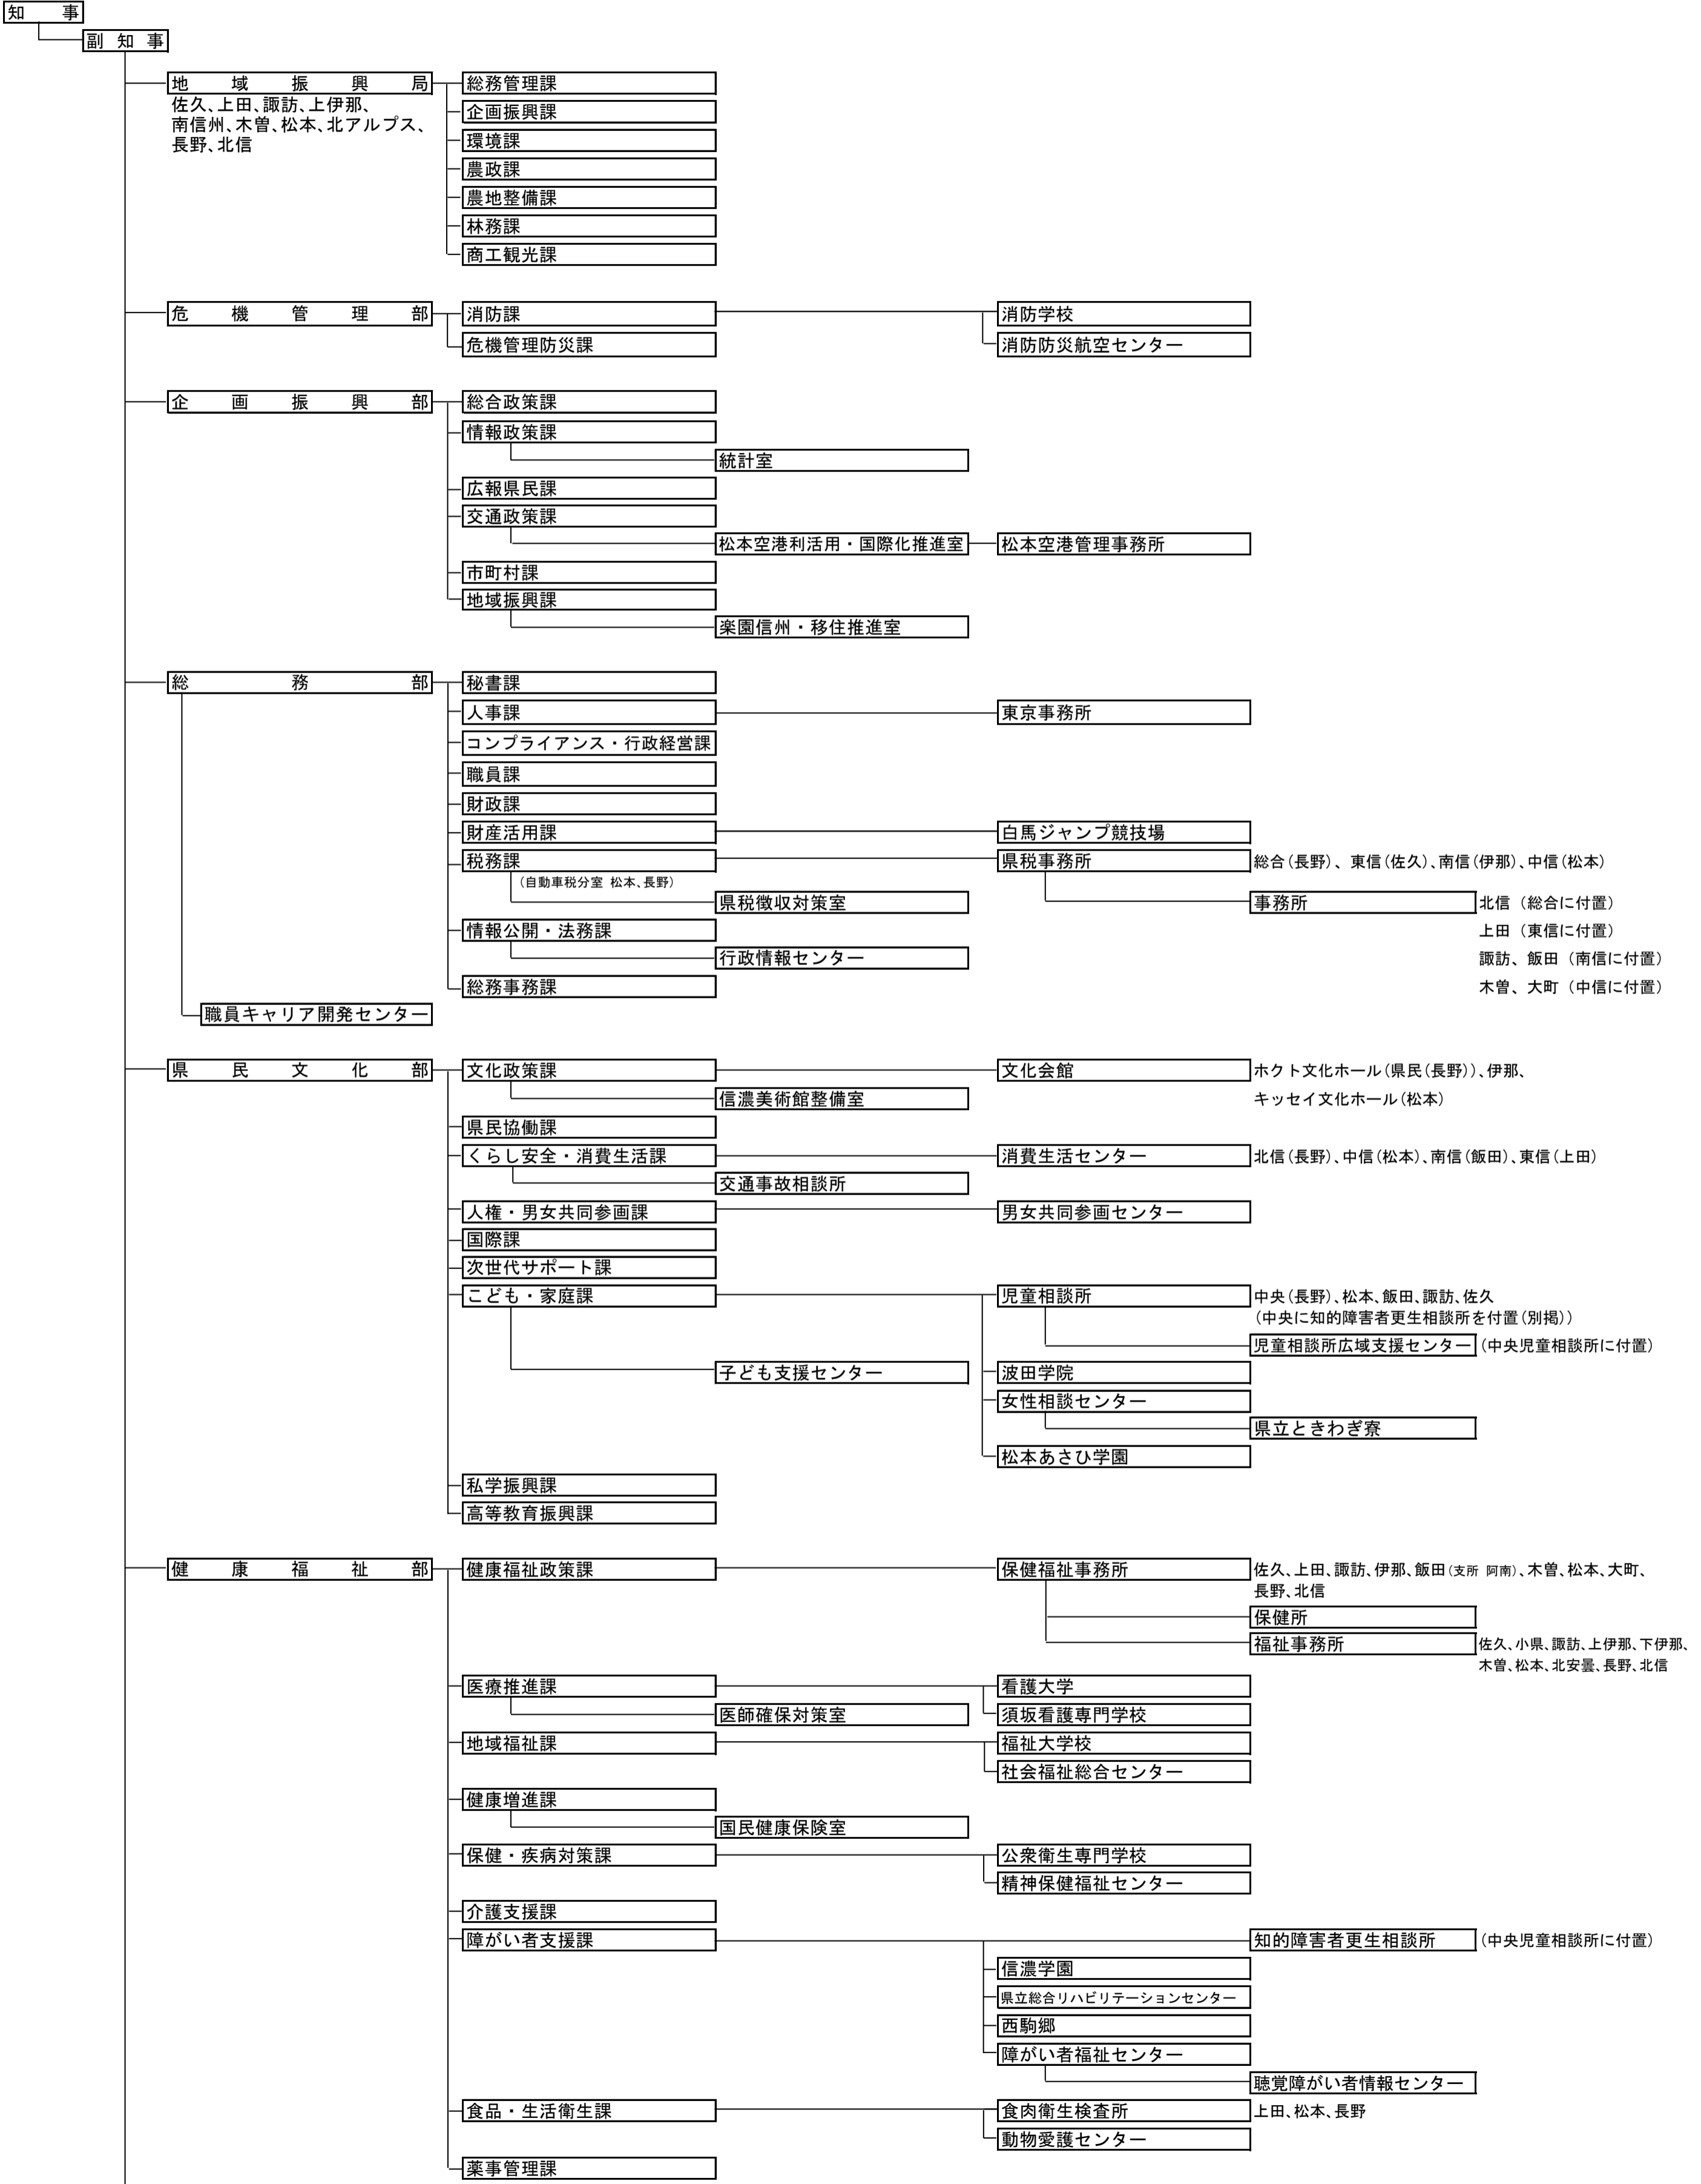 知事
副知事
地域振興局
総務管理課
佐久、上田、諏訪、上伊那、
南信州、木曽、松本、北アルプス、
長野、北信
企画振興課
環境課
農政課
農地整備課
林務課
商工観光課
危機管理部
消防課
消防学校
危機管理防災課
消防防災航空センター
企画振興部
総合政策課
情報政策課
統計室
広報県民課
交通政策課
松本空港利活用・国際化推進室
松本空港管理事務所
市町村課
地域振興課
楽園信州・移住推進室
総務部
秘書課
人事課
東京事務所
コンプライアンス・行政経営課
職員課
財政課
財産活用課
白馬ジャンプ競技場
税務課
県税事務所
総合(長野)、東信(佐久)、南信(伊那)、中信(松本)
(自動車税分室 松本、長野)
県税徴収対策室
事務所
北信(総合に付置)
情報公開・法務課
上田(東信に付置)
行政情報センター
諏訪、飯田(南信に付置)
総務事務課
木曽、大町(中信に付置)
職員キャリア開発センター
県民文化部
文化政策課
文化会館
ホクト文化ホール(県民(長野))、伊那、
信濃美術館整備室
キッセイ文化ホール(松本)
県民協働課
くらし安全・消費生活課
消費生活センター
北信(長野)、中信(松本)、南信(飯田)、東信(上田)
交通事故相談所
人権・男女共同参画課
男女共同参画センター
国際課
次世代サポート課
こども・家庭課
児童相談所
中央(長野)、松本、飯田、諏訪、佐久
(中央に知的障害者更生相談所を付置(別掲))
児童相談所広域支援センター
(中央児童相談所に付置)
子ども支援センター
波田学院
女性相談センター
県立ときわぎ寮
松本あさひ学園
私学振興課
高等教育振興課
健康福祉部
健康福祉政策課
保健福祉事務所
佐久、上田、諏訪、伊那、飯田(支所 阿南)、木曽、松本、大町、
長野、北信
保健所
福祉事務所
佐久、小県、諏訪、上伊那、下伊那、
木曽、松本、北安曇、長野、北信
医療推進課
看護大学
医師確保対策室
須坂看護専門学校
地域福祉課
福祉大学校
社会福祉総合センター
健康増進課
国民健康保険室
保健・疾病対策課
公衆衛生専門学校
精神保健福祉センター
介護支援課
障がい者支援課
知的障害者更生相談所
(中央児童相談所に付置)
信濃学園
県立総合リハビリテーションセンター
西駒郷
障がい者福祉センター
聴覚障がい者情報センター
食品・生活衛生課
食肉衛生検査所
上田、松本、長野
動物愛護センター
薬事管理課